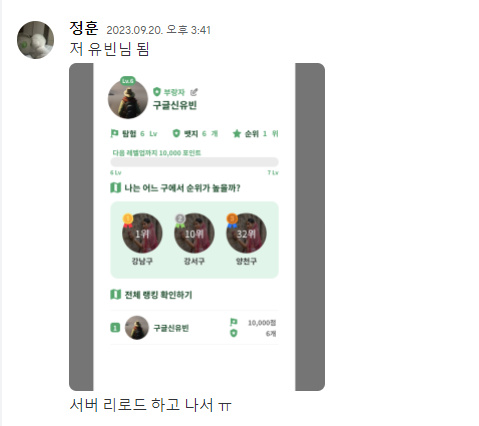 정훈 2023.09.20. 오후 3:41
저 유빈님 됨
Lv.6
부랑자
구글신유빈
탐험 6 Lv 뱃지 6 개 순위 1 위
다음 레벨업까지 10,000 포인트
6 Lv 7 Lv
나는 어느 구에서 순위가 높을까?
1위 10위 32위
강남구 강서구 양천구
전체 랭킹 확인하기
1 구글신유빈 10,000점
6개
서버 리로드 하고 나서 ㅠ